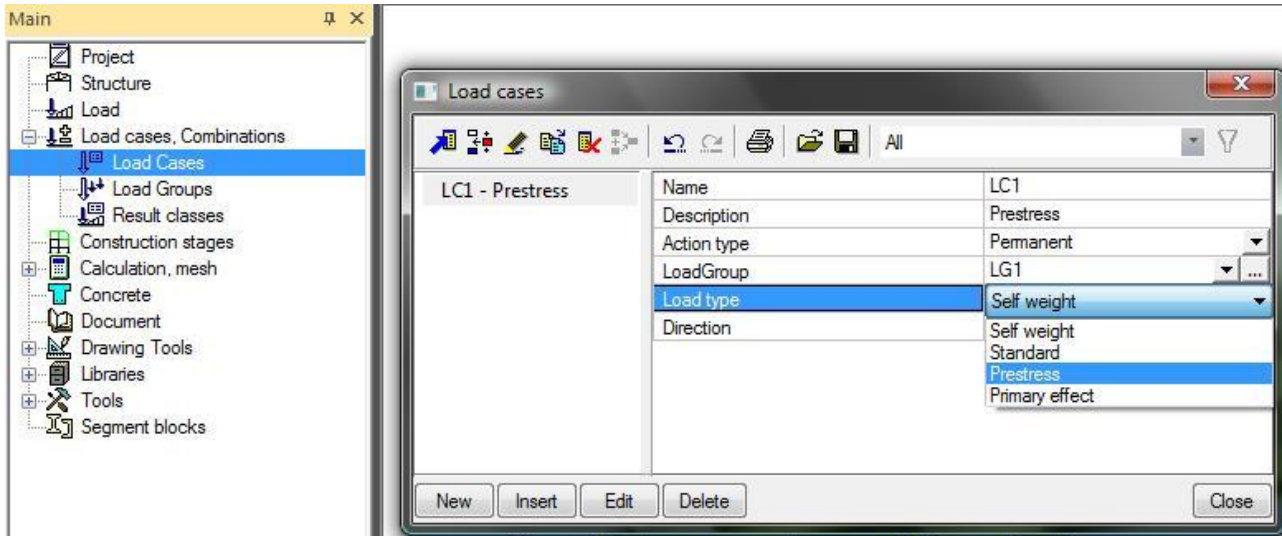 Main
Project
Structure
Load
Load cases, Combinations
Load Cases
Load Groups
Result classes
Construction stages
Calculation, mesh
Concrete
Document
Drawing Tools
Libraries
Tools
Segment blocks
Load cases
All
LC1 - Prestress
Name LC1
Description Prestress
Action type Permanent
LoadGroup LG1 ...
Load type Self weight
Direction
Self weight
Standard
Prestress
Primary effect
New Insert Edit Delete Close